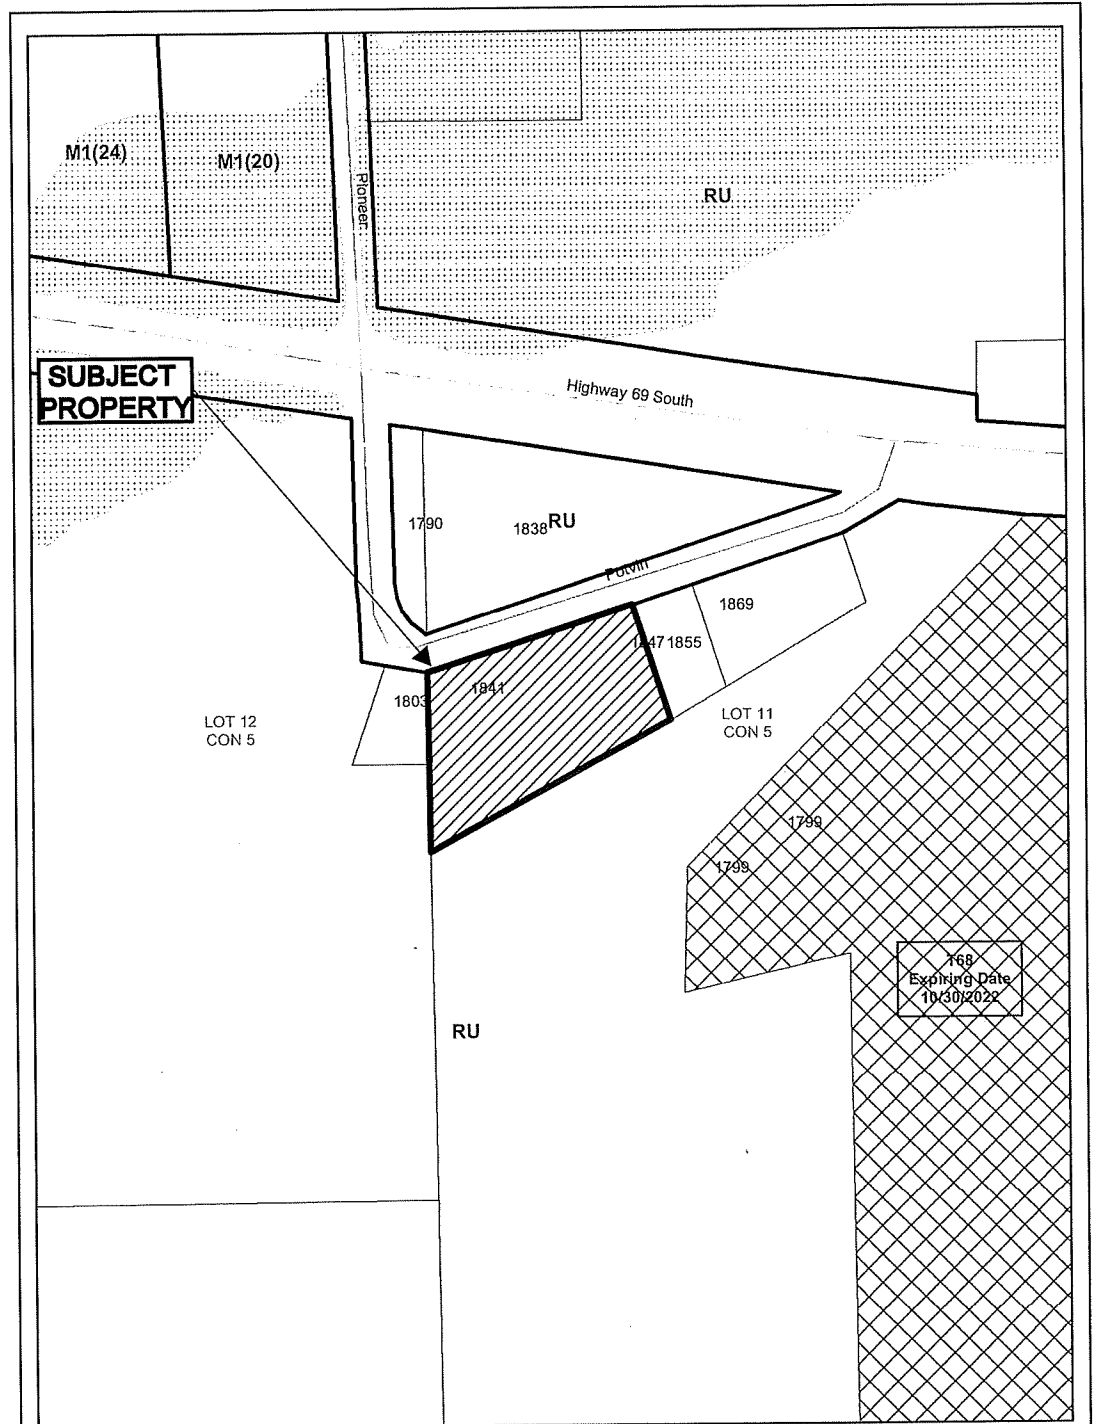 M1(24)
M1(20)
Pioneer
RU
SUBJECT
PROPERTY
Highway 69 South
1790
1838
RU
Potvin
1869
1855
1841
1803
LOT 12
CON 5
LOT 11
CON 5
1799
1799
T68
Expiring Date
10/30/2022
RU